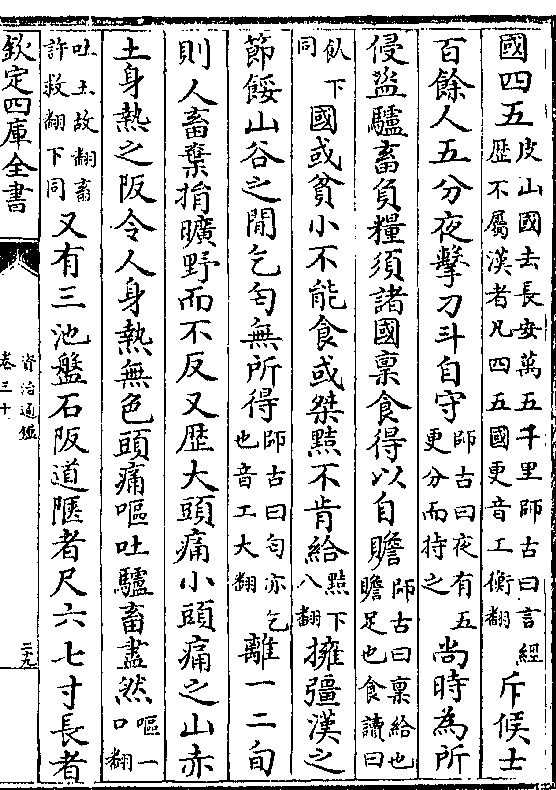 國四五皮山國去長安萬五千里師古曰言經歷不屬漢者凡四五國更音工衡翻斥候士
百餘人五分夜擊刀斗自守師古曰夜有五更分而持之尚時為所
侵盜驢畜負糧須諸國稟食得以自贍師古曰稟給也贍足也食讀曰
飤下同國或貧小不能食或桀黠不肯給黠下八翻擁彊漢之
節餒山谷之閒乞匄無所得師古曰匄亦乞也音工大翻離一二旬
則人畜棄捐曠野而不反又歷大頭痛小頭痛之山赤
土身熱之阪令人身熱無色頭痛嘔吐驢畜盡然嘔一口翻
吐土故翻畜許救翻下同又有三池盤石阪道陿者尺六七寸長者
欽定四庫全書
資治通鑑
卷三十
二十九